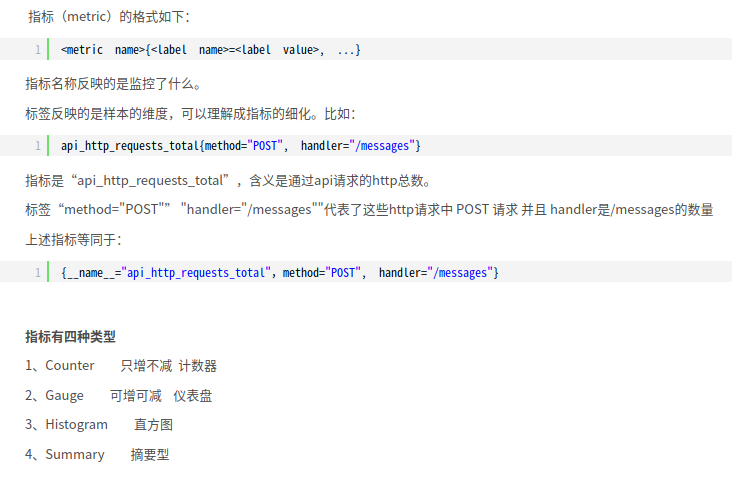 指标（metric）的格式如下：
1 <metric name>{<label name>=<label value>, ...}
指标名称反映的是监控了什么。
标签反映的是样本的维度，可以理解成指标的细化。比如：
1 api_http_requests_total{method="POST", handler="/messages"}
指标是“api_http_requests_total”，含义是通过api请求的http总数。
标签“method="POST"” "handler="/messages""代表了这些http请求中 POST 请求 并且 handler是/messages的数量
上述指标等同于：
1 {__name__="api_http_requests_total", method="POST", handler="/messages"}
指标有四种类型
1、Counter 只增不减 计数器
2、Gauge 可增可减 仪表盘
3、Histogram 直方图
4、Summary 摘要型